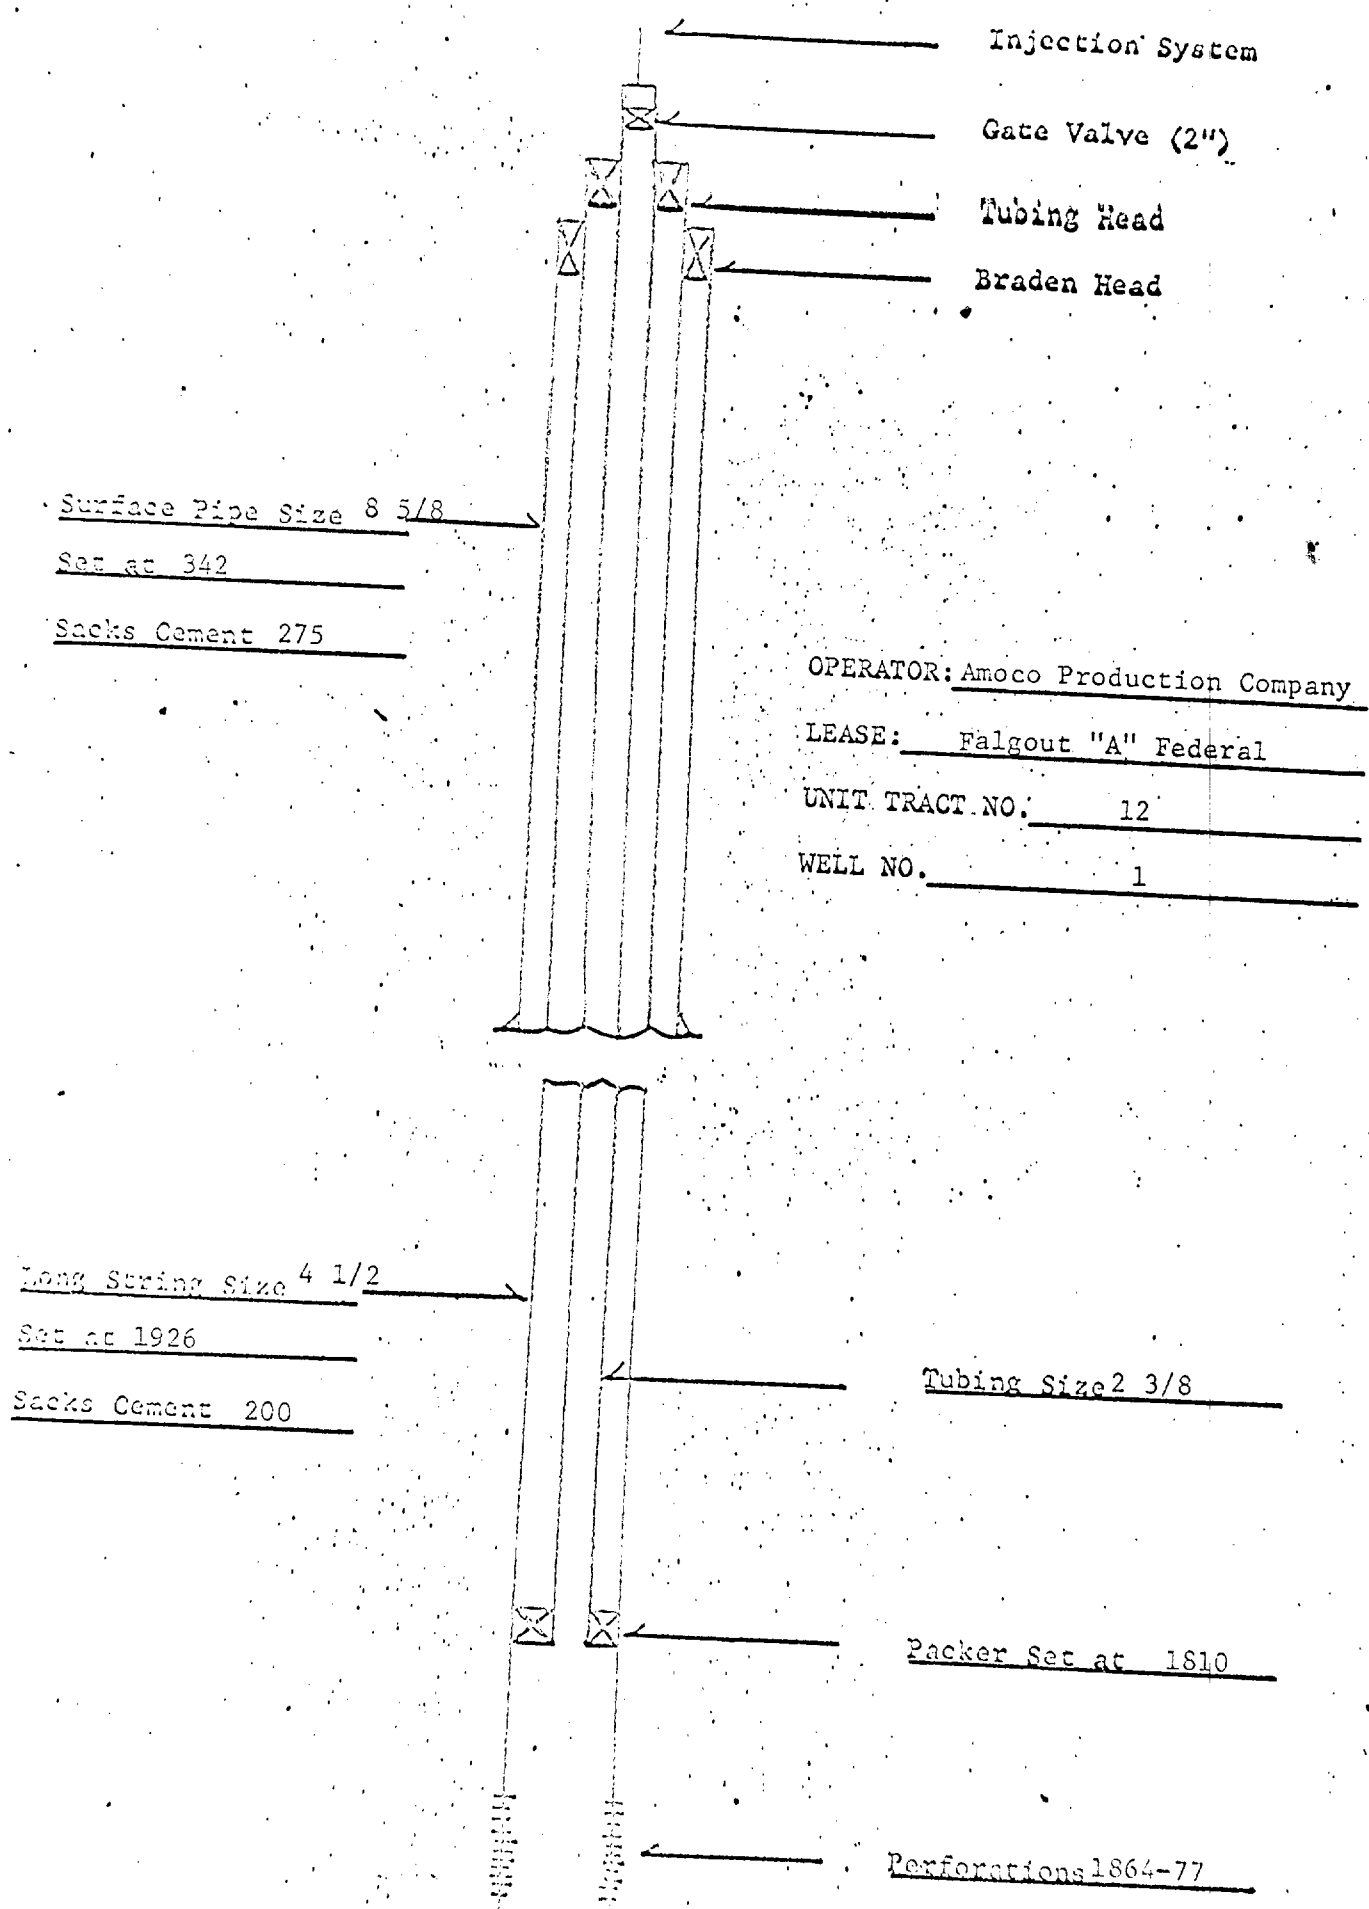 Injection System
Gate Valve (2")
Tubing Head
Braden Head
Surface Pipe Size 8 5/8
Set at 342
Sacks Cement 275
OPERATOR: Amoco Production Company
LEASE: Falgout "A" Federal
UNIT TRACT NO. 12
WELL NO. 1
Long String Size 4 1/2
Set at 1926
Sacks Cement 200
Tubing Size 2 3/8
Packer Set at 1810
Perforations 1864-77